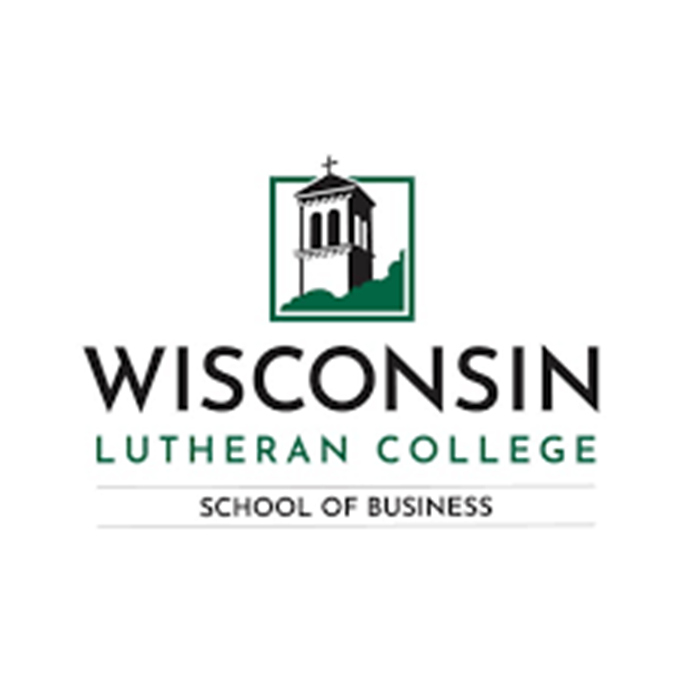 WISCONSIN
LUTHERAN COLLEGE
SCHOOL OF BUSINESS